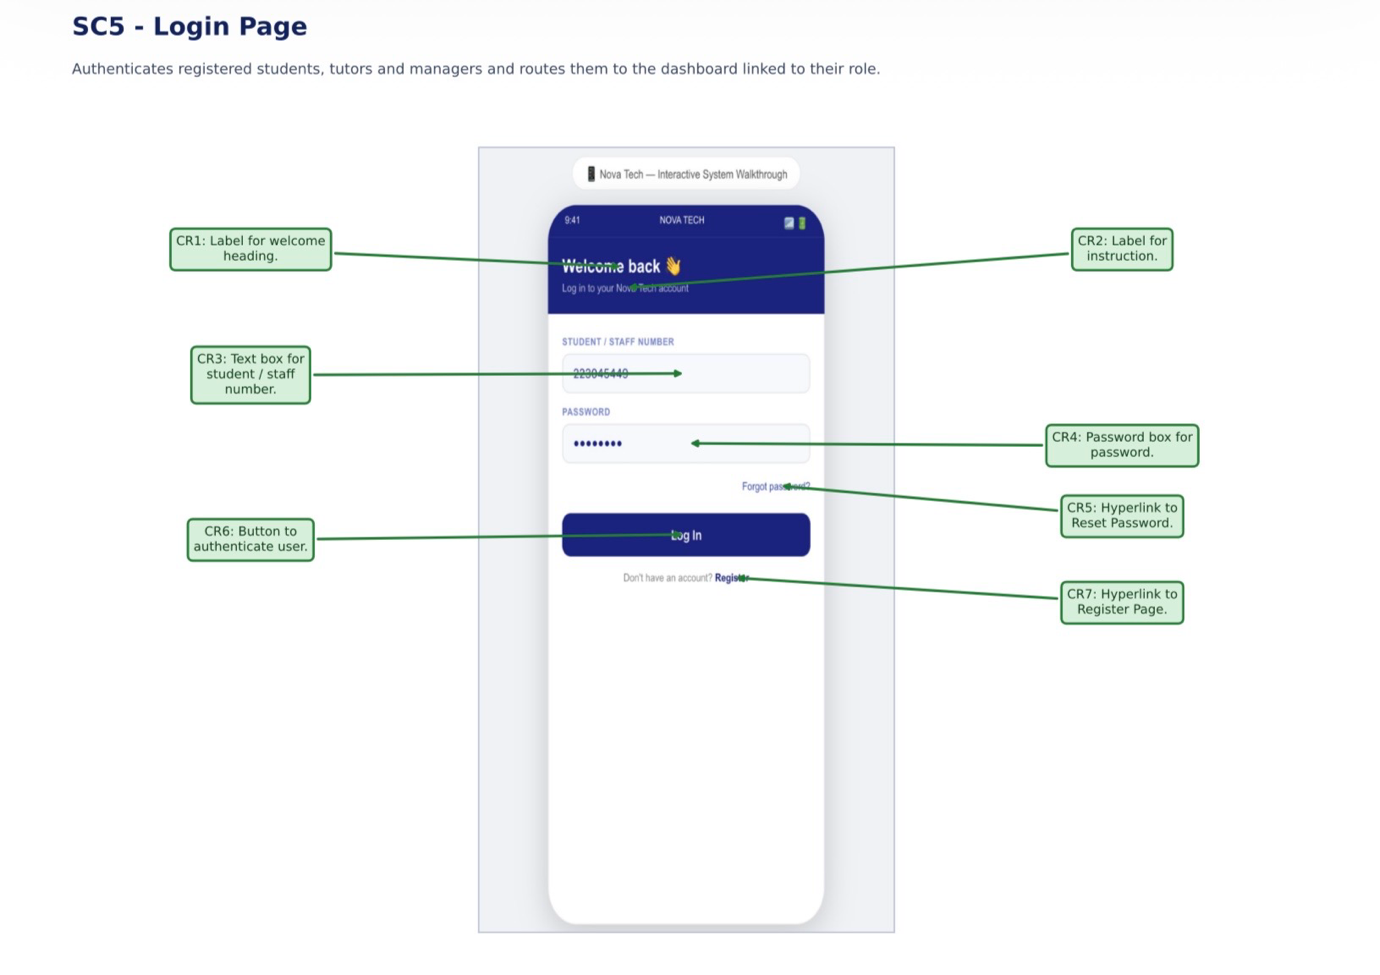 SC5 - Login Page
Authenticates registered students, tutors and managers and routes them to the dashboard linked to their role.
Nova Tech — Interactive System Walkthrough
9:41
NOVA TECH
CR1: Label for welcome
heading.
CR2: Label for
instruction.
Welcome back 👋
Log in to your Nova Tech account
STUDENT / STAFF NUMBER
CR3: Text box for
student / staff
number.
223045449
PASSWORD
••••••••
CR4: Password box for
password.
Forgot password?
CR5: Hyperlink to
Reset Password.
CR6: Button to
authenticate user.
Log In
Don't have an account? Register
CR7: Hyperlink to
Register Page.